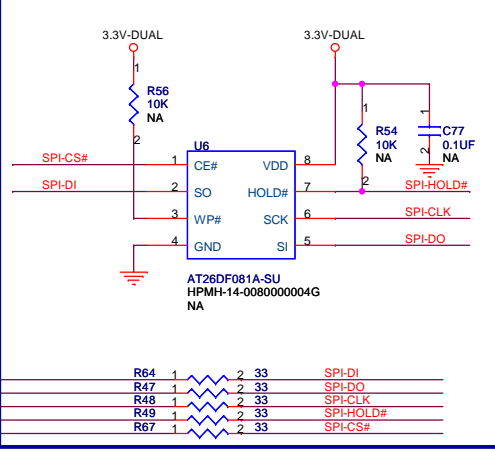 3.3V-DUAL 3.3V-DUAL
1
R56
10K
NA
2
1
R54
10K
NA
2
1
C77
0.1UF
NA
2
U6
SPI-CS# 1 CE# VDD 8
SPI-DI 2 SO HOLD# 7 SPI-HOLD#
3 WP# SCK 6 SPI-CLK
4 GND SI 5 SPI-DO
AT26DF081A-SU
HPMH-14-0080000004G
NA
R64 1 2 33 SPI-DI
R47 1 2 33 SPI-DO
R48 1 2 33 SPI-CLK
R49 1 2 33 SPI-HOLD#
R67 1 2 33 SPI-CS#